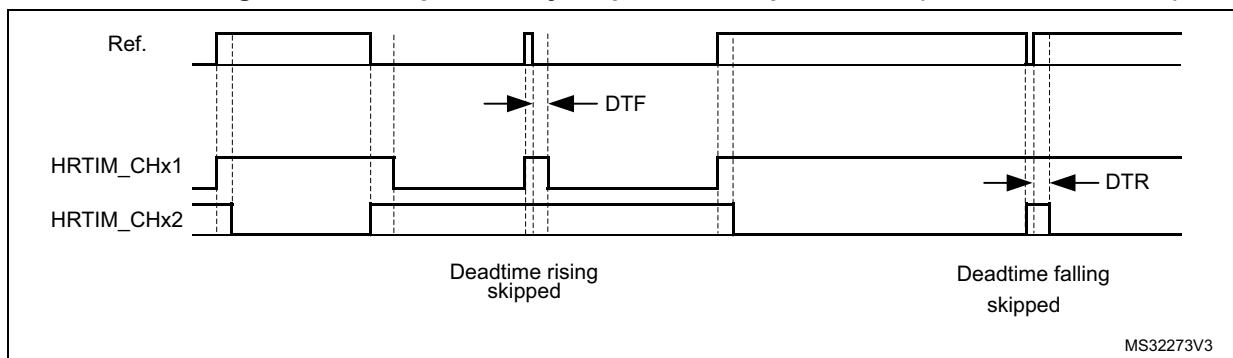 Ref.
DTF
HRTIM_CHx1
DTR
HRTIM_CHx2
Deadtime rising
skipped
Deadtime falling
skipped
MS32273V3